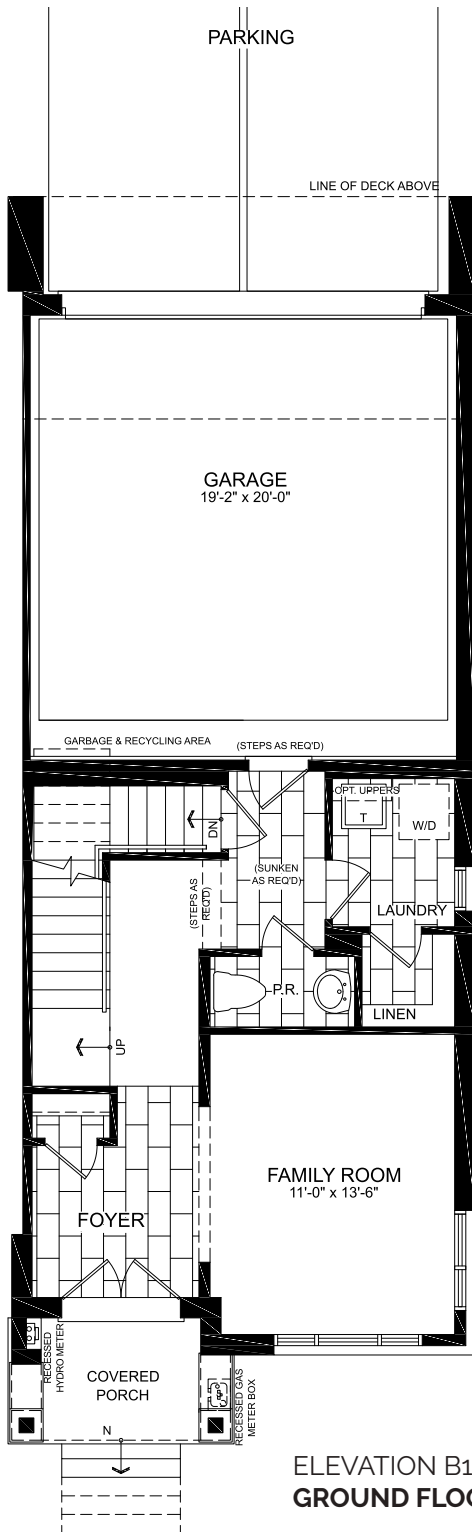 PARKING
LINE OF DECK ABOVE
GARAGE
19'-2" x 20'-0"
GARBAGE & RECYCLING AREA
(STEPS AS REQ'D)
OPT. UPPERS
T
W/D
DN
(SUNKEN
AS REQ'D)
(STEPS AS
REQ'D)
LAUNDRY
P.R.
LINEN
UP
FAMILY ROOM
11'-0" x 13'-6"
FOYER
RECESSED
HYDRO METER
COVERED
PORCH
RECESSED GAS
METER BOX
N
ELEVATION B1
GROUND FLOO